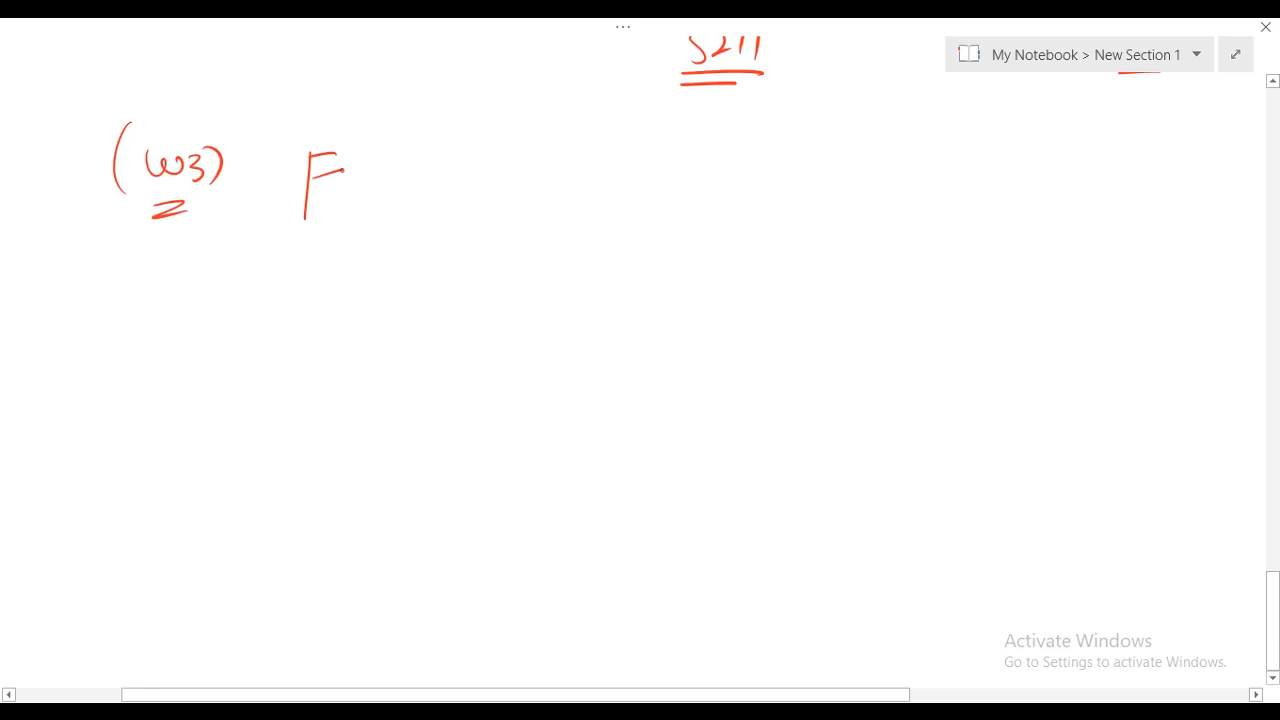 My Notebook > New Section 1
(W3) F
Activate Windows
Go to Settings to activate Windows.